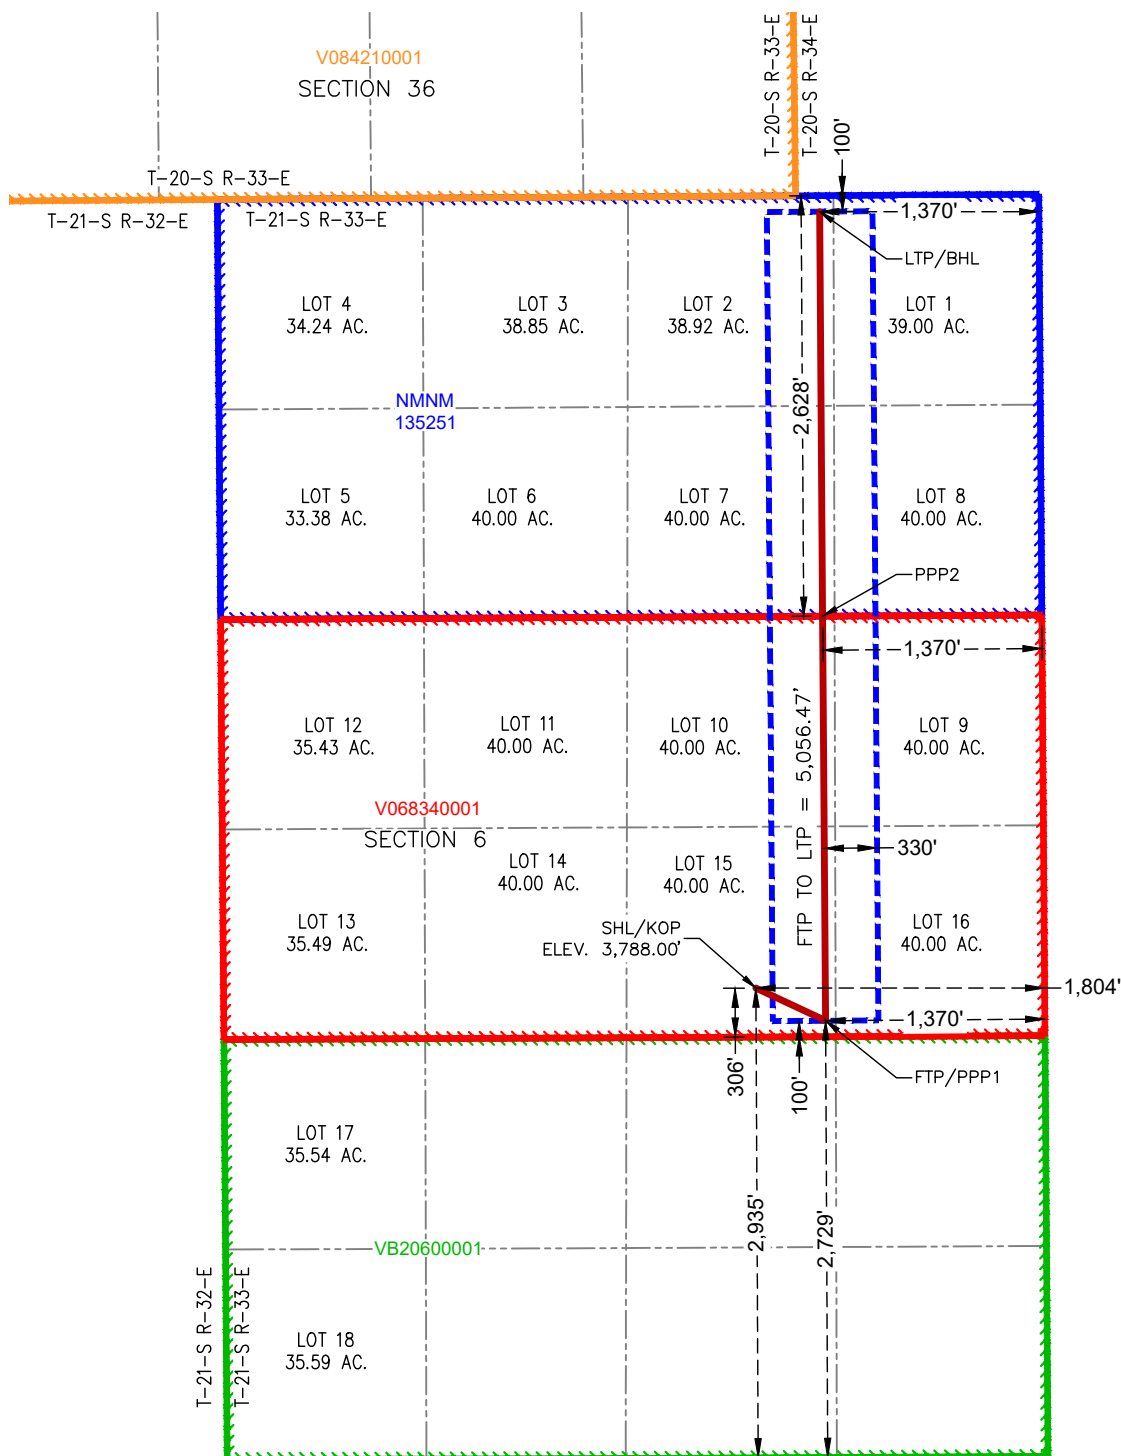 V084210001
SECTION 36
T-20-S R-33-E
T-20-S R-34-E
100'
T-20-S R-33-E
T-21-S R-32-E
T-21-S R-33-E
1,370'
LTP/BHL
LOT 4
34.24 AC.
LOT 3
38.85 AC.
LOT 2
38.92 AC.
LOT 1
39.00 AC.
NMNM
135251
2,628'
LOT 5
33.38 AC.
LOT 6
40.00 AC.
LOT 7
40.00 AC.
LOT 8
40.00 AC.
PPP2
1,370'
LOT 12
35.43 AC.
LOT 11
40.00 AC.
LOT 10
40.00 AC.
FTP TO LTP = 5,056.47'
LOT 9
40.00 AC.
V068340001
SECTION 6
LOT 14
40.00 AC.
LOT 15
40.00 AC.
330'
LOT 13
35.49 AC.
SHL/KOP
ELEV. 3,788.00'
LOT 16
40.00 AC.
1,804'
1,370'
306'
100'
FTP/PPP1
LOT 17
35.54 AC.
2,935'
2,729'
VB20600001
T-21-S R-32-E
T-21-S R-33-E
LOT 18
35.59 AC.